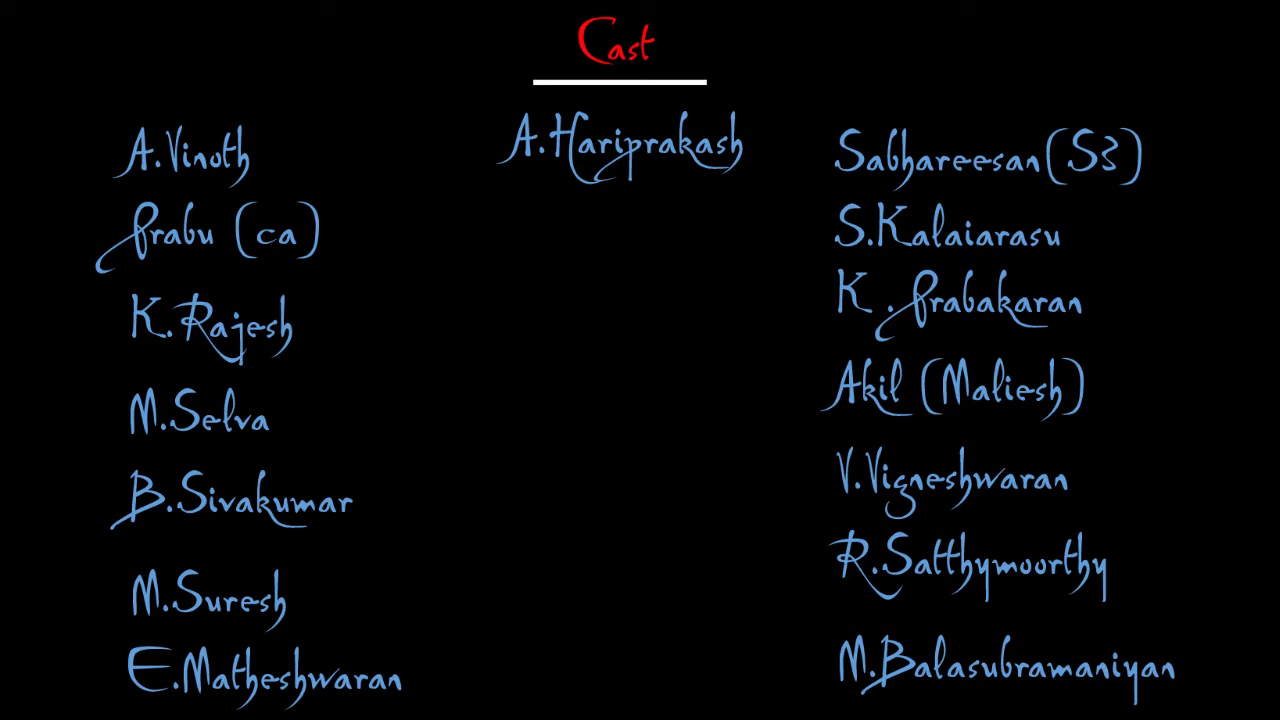 Cast
A.Vinoth
Prabu (ca)
K.Rajesh
M.Selva
B.Sivakumar
M.Suresh
E.Matheshwaran
A.Hariprakash
Sabhareesan(S3)
S.Kalaiarasu
K .Prabakaran
Akil (Maliesh)
V.Vigneshwaran
R.Satthymoorthy
M.Balasubramaniyan